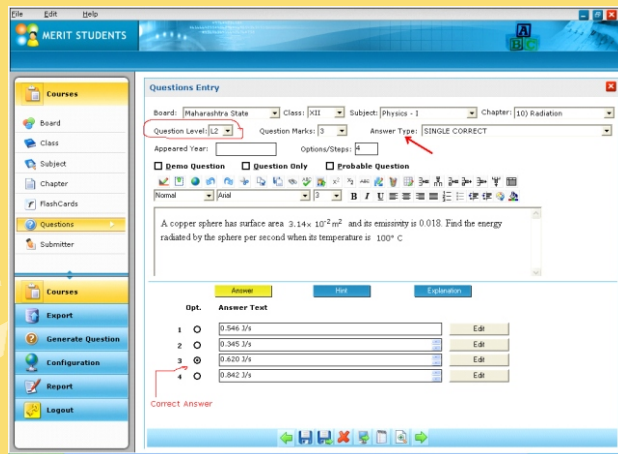 File Edit Help
MERIT STUDENTS
A
B C
Courses
Board
Class
Subject
Chapter
FlashCards
Questions
Submitter
Courses
Export
Generate Question
Configuration
Report
Logout
Questions Entry
Board: Maharashtra State Class: XII Subject: Physics - I Chapter: 10) Radiation
Question Level: L2 Question Marks: 3 Answer Type: SINGLE CORRECT
Appeared Year: Options/Steps: 4
Demo Question Question Only Probable Question
Normal Arial 3 B I U
A copper sphere has surface area 3.14× 10⁻² m² and its emissivity is 0.018. Find the energy
radiated by the sphere per second when its temperature is 100° C
Answer Hint Explanation
Opt. Answer Text
1 0.546 J/s Edit
2 0.345 J/s Edit
3 0.620 J/s Edit
4 0.842 J/s Edit
Correct Answer